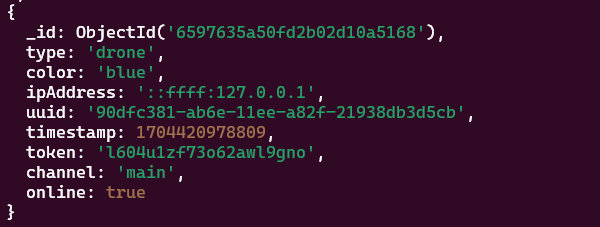 {
  _id: ObjectId('6597635a50fd2b02d10a5168'),
  type: 'drone',
  color: 'blue',
  ipAddress: '::ffff:127.0.0.1',
  uuid: '90dfc381-ab6e-11ee-a82f-21938db3d5cb',
  timestamp: 1704420978809,
  token: 'l604u1zf73o62awl9gno',
  channel: 'main',
  online: true
}